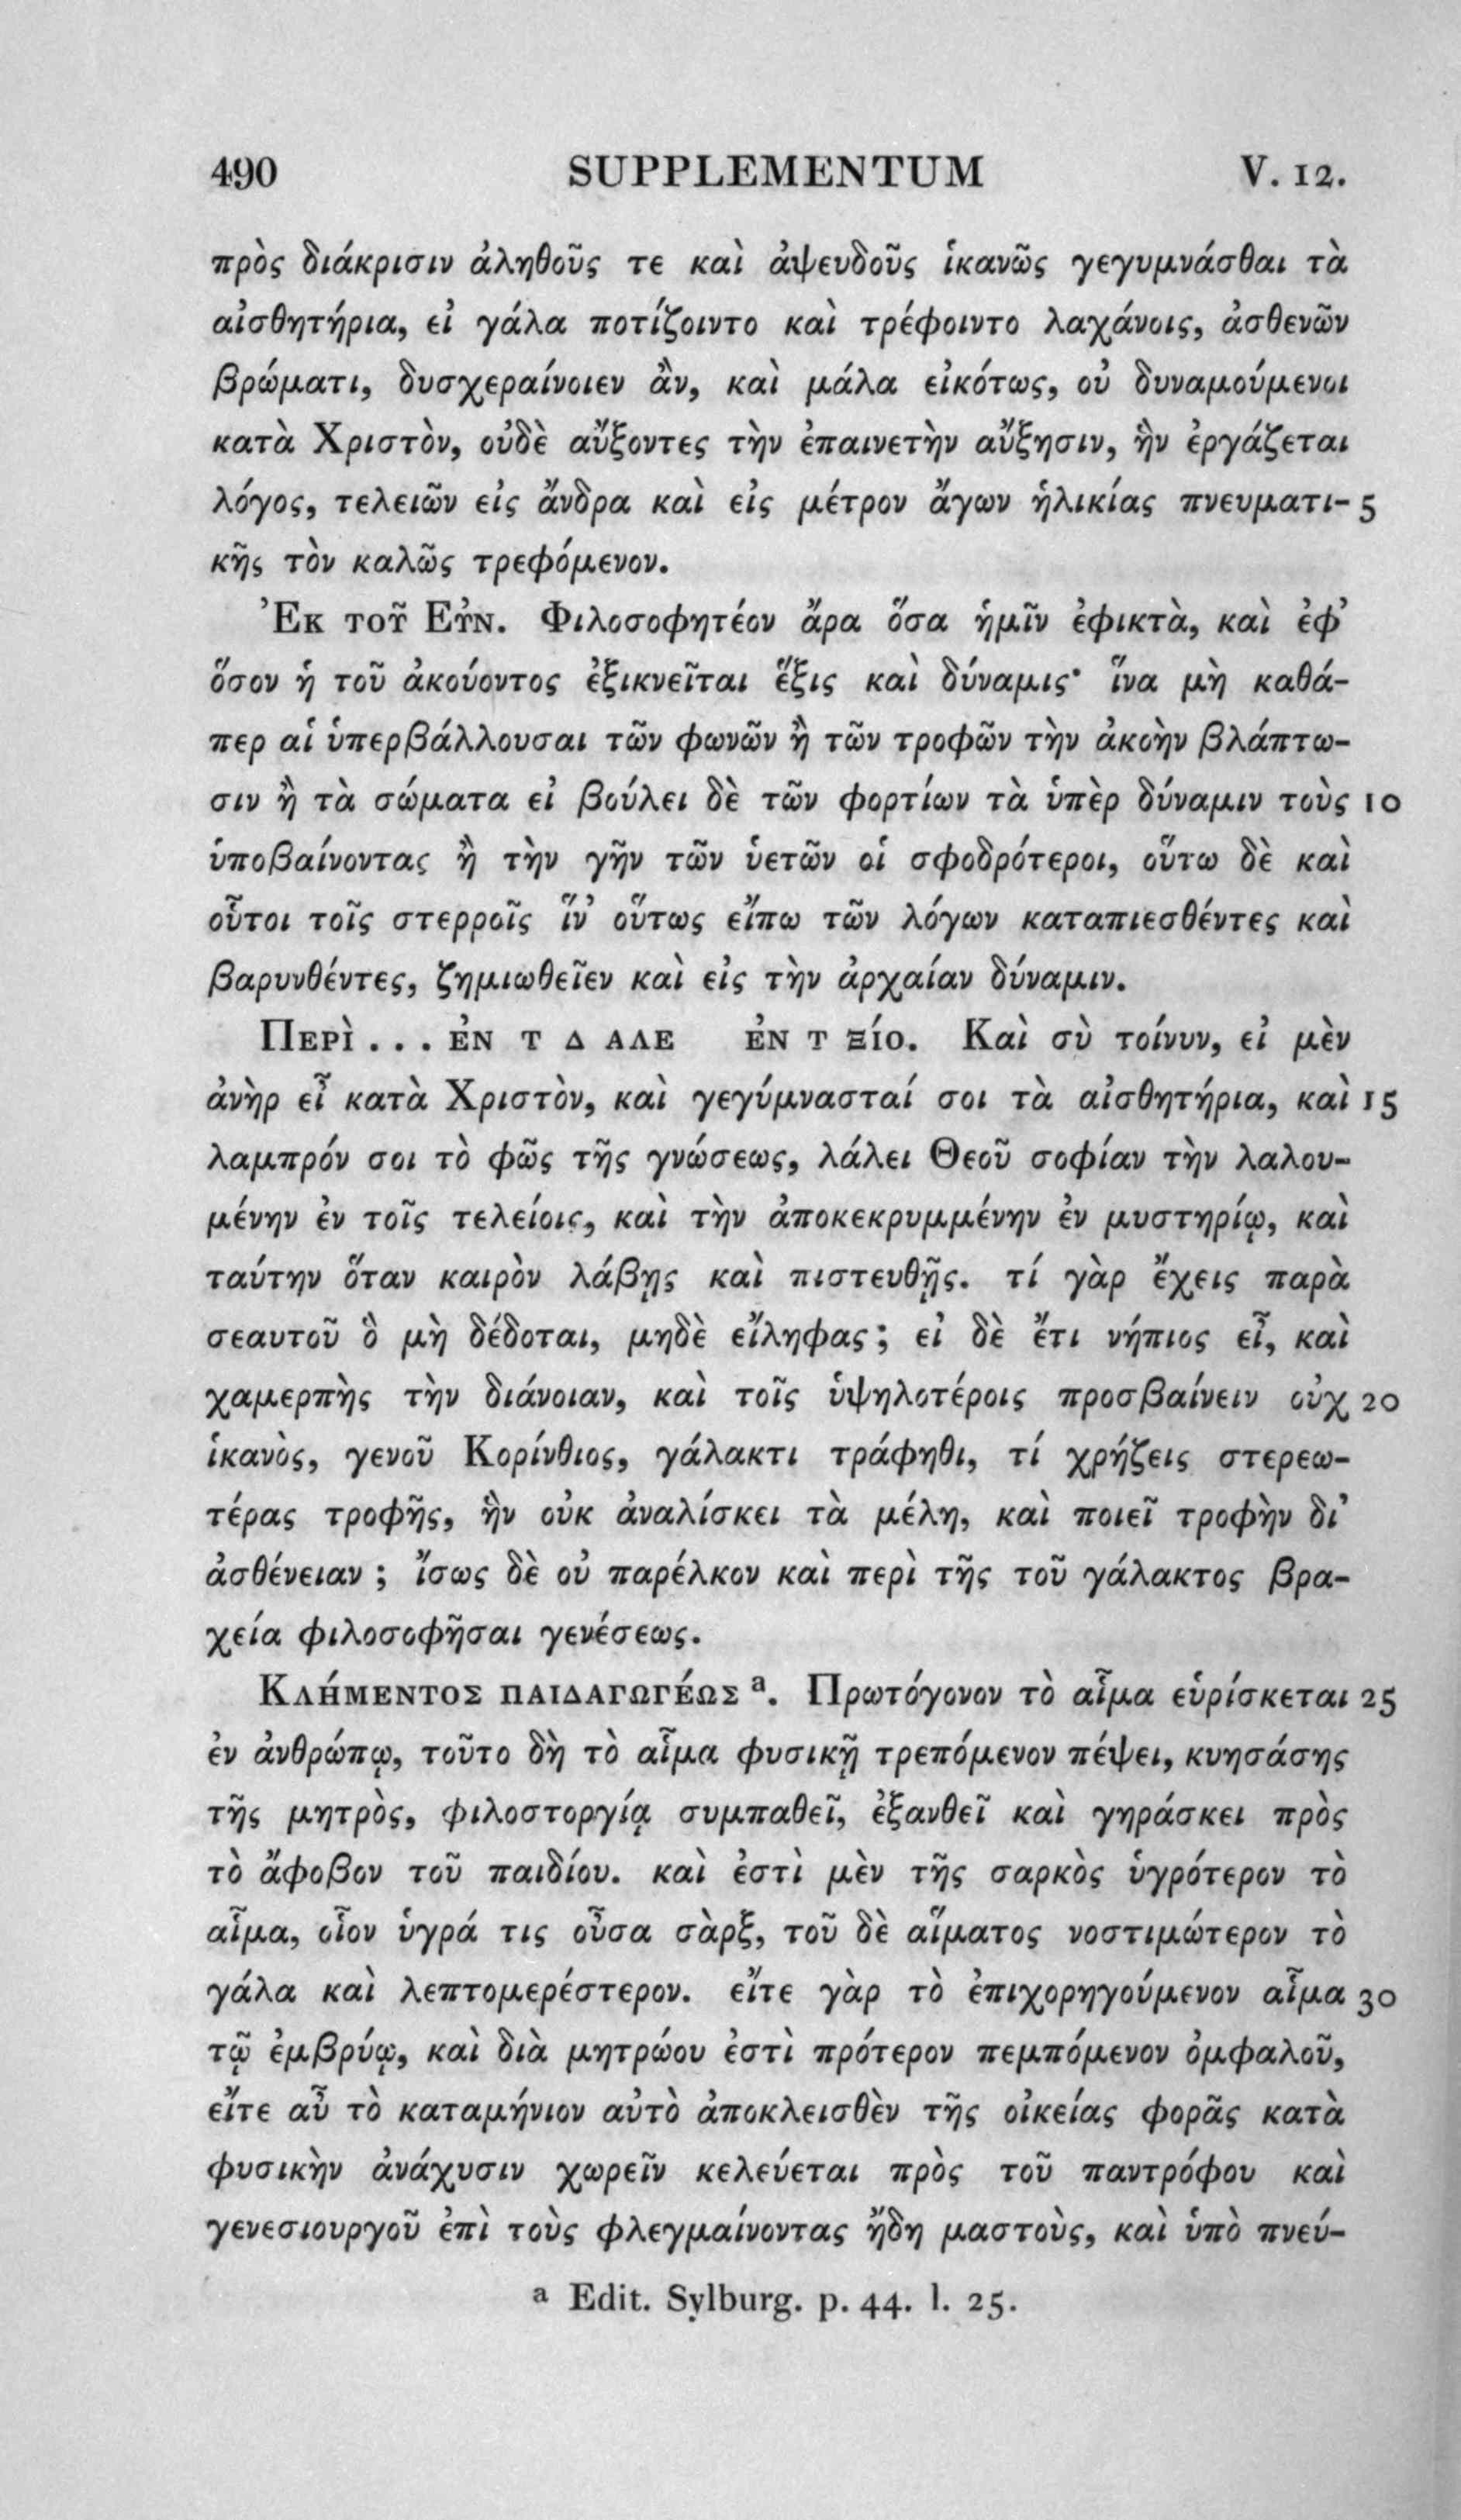 490 SUPPLEMENTUM V. 12.
πρὸς διάκρισιν ἀληθοῦς τε καὶ ἀψευδοῦς ἱκανῶς γεγυμνάσθαι τὰ
αἰσθητήρια, εἰ γάλα ποτίζοιντο καὶ τρέφοιντο λαχάνοις, ἀσθενῶν
βρώματι, δυσχεραίνοιεν ἂν, καὶ μάλα εἰκότως, οὐ δυναμούμενοι
κατὰ Χριστὸν, οὐδὲ αὔξοντες τὴν ἐπαινετὴν αὔξησιν, ἣν ἐργάζεται
λόγος, τελειῶν εἰς ἄνδρα καὶ εἰς μέτρον ἄγων ἡλικίας πνευματι- 5
κῆς τὸν καλῶς τρεφόμενον.
Ἐκ τοῦ Εὐν. Φιλοσοφητέον ἄρα ὅσα ἡμῖν ἐφικτὰ, καὶ ἐφ’
ὅσον ἡ τοῦ ἀκούοντος ἐξικνεῖται ἕξις καὶ δύναμις· ἵνα μὴ καθά-
περ αἱ ὑπερβάλλουσαι τῶν φωνῶν ἢ τῶν τροφῶν τὴν ἀκοὴν βλάπτω-
σιν ἢ τὰ σώματα εἰ βούλει δὲ τῶν φορτίων τὰ ὑπὲρ δύναμιν τοὺς 10
ὑποβαίνοντας ἢ τὴν γῆν τῶν ὑετῶν οἱ σφοδρότεροι, οὕτω δὲ καὶ
οὗτοι τοῖς στερροῖς ἵν’ οὕτως εἴπω τῶν λόγων καταπιεσθέντες καὶ
βαρυνθέντες, ζημιωθεῖεν καὶ εἰς τὴν ἀρχαίαν δύναμιν.
Περὶ . . . ἐν τ δ αλε ἐν τ ξίο. Καὶ σὺ τοίνυν, εἰ μὲν
ἀνὴρ εἶ κατὰ Χριστὸν, καὶ γεγύμνασταί σοι τὰ αἰσθητήρια, καὶ 15
λαμπρόν σοι τὸ φῶς τῆς γνώσεως, λάλει Θεοῦ σοφίαν τὴν λαλου-
μένην ἐν τοῖς τελείοις, καὶ τὴν ἀποκεκρυμμένην ἐν μυστηρίῳ, καὶ
ταύτην ὅταν καιρὸν λάβῃς καὶ πιστευθῇς. τί γὰρ ἔχεις παρὰ
σεαυτοῦ ὃ μὴ δέδοται, μηδὲ εἴληφας; εἰ δὲ ἔτι νήπιος εἶ, καὶ
χαμερπὴς τὴν διάνοιαν, καὶ τοῖς ὑψηλοτέροις προσβαίνειν οὐχ 20
ἱκανὸς, γενοῦ Κορίνθιος, γάλακτι τράφηθι, τί χρήζεις στερεω-
τέρας τροφῆς, ἣν οὐκ ἀναλίσκει τὰ μέλη, καὶ ποιεῖ τροφὴν δι’
ἀσθένειαν; ἴσως δὲ οὐ παρέλκον καὶ περὶ τῆς τοῦ γάλακτος βρα-
χεία φιλοσοφῆσαι γενέσεως.
Κλήμεντος παιδαγωγέως a. Πρωτόγονον τὸ αἷμα εὑρίσκεται 25
ἐν ἀνθρώπῳ, τοῦτο δὴ τὸ αἷμα φυσικῇ τρεπόμενον πέψει, κυησάσης
τῆς μητρὸς, φιλοστοργίᾳ συμπαθεῖ, ἐξανθεῖ καὶ γηράσκει πρὸς
τὸ ἄφοβον τοῦ παιδίου. καὶ ἐστὶ μὲν τῆς σαρκὸς ὑγρότερον τὸ
αἷμα, οἷον ὑγρά τις οὖσα σὰρξ, τοῦ δὲ αἵματος νοστιμώτερον τὸ
γάλα καὶ λεπτομερέστερον. εἴτε γὰρ τὸ ἐπιχορηγούμενον αἷμα 30
τῷ ἐμβρύῳ, καὶ διὰ μητρώου ἐστὶ πρότερον πεμπόμενον ὀμφαλοῦ,
εἴτε αὖ τὸ καταμήνιον αὐτὸ ἀποκλεισθὲν τῆς οἰκείας φορᾶς κατὰ
φυσικὴν ἀνάχυσιν χωρεῖν κελεύεται πρὸς τοῦ παντρόφου καὶ
γενεσιουργοῦ ἐπὶ τοὺς φλεγμαίνοντας ἤδη μαστοὺς, καὶ ὑπὸ πνεύ-
a Edit. Sylburg. p. 44. l. 25.